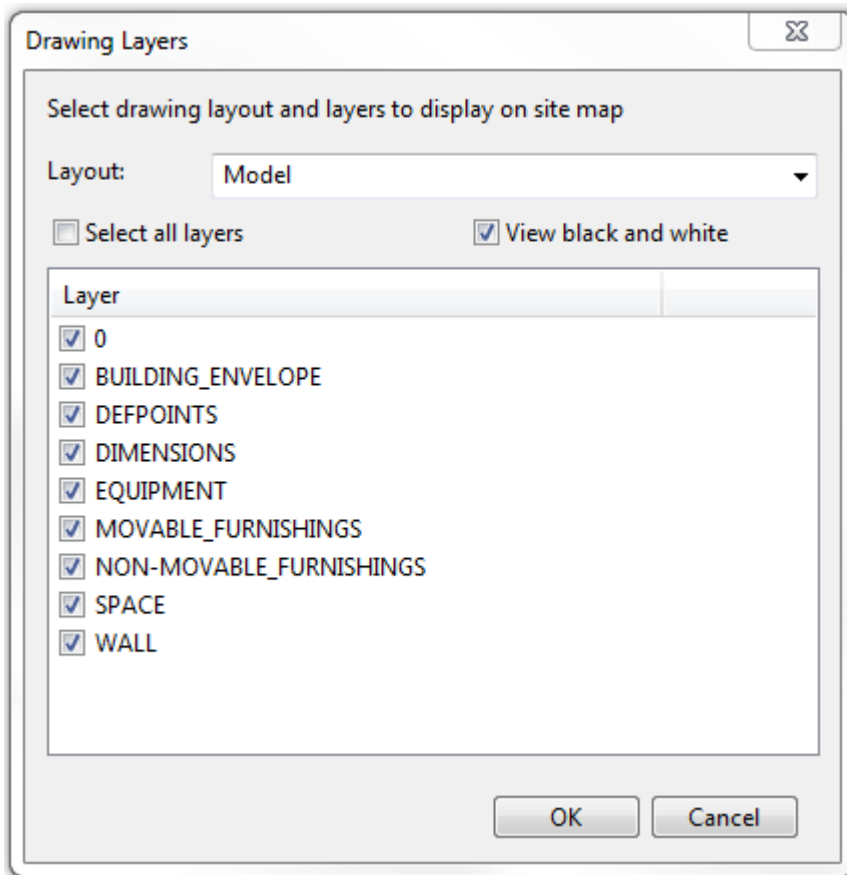 Drawing Layers
Select drawing layout and layers to display on site map
Layout: Model
Select all layers View black and white
Layer
0
BUILDING_ENVELOPE
DEFPOINTS
DIMENSIONS
EQUIPMENT
MOVABLE_FURNISHINGS
NON-MOVABLE_FURNISHINGS
SPACE
WALL
OK Cancel